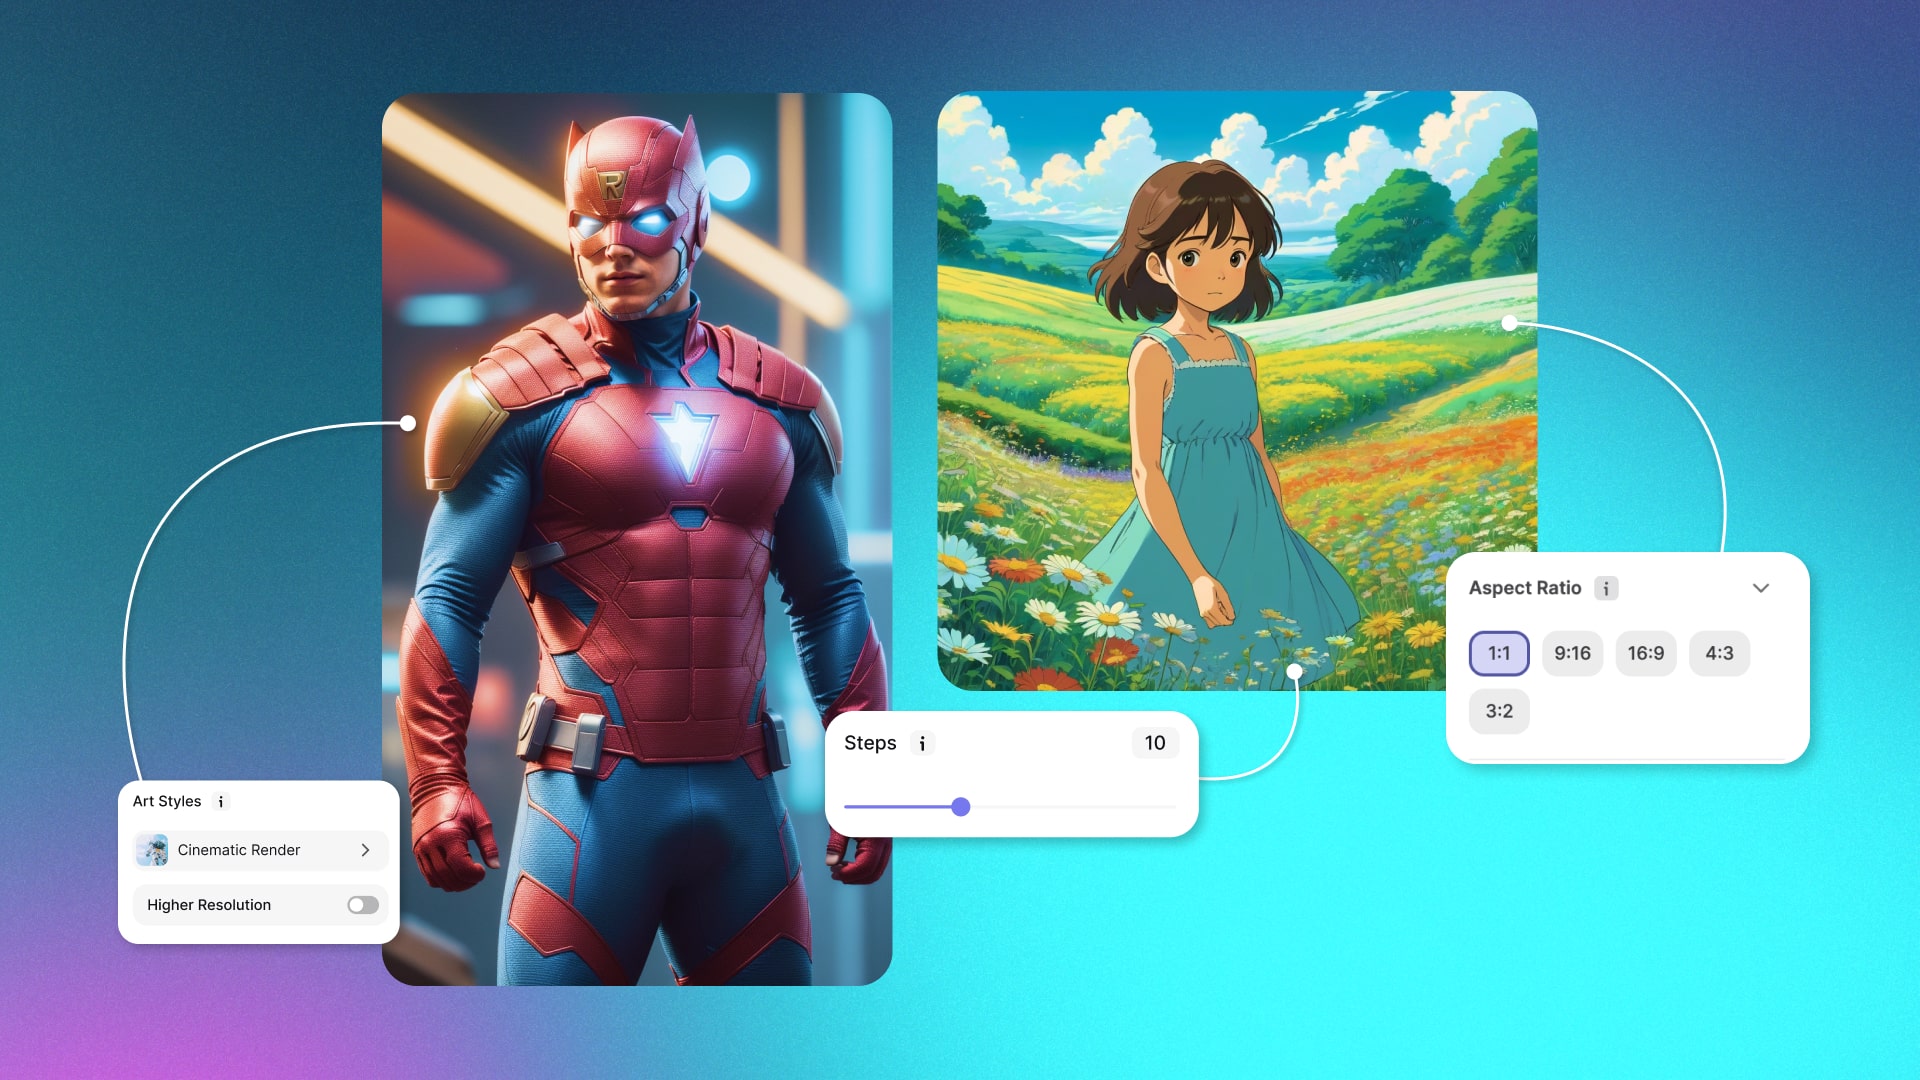 R
Art Styles i
Cinematic Render
Higher Resolution
Steps i 10
Aspect Ratio i
1:1 9:16 16:9 4:3
3:2